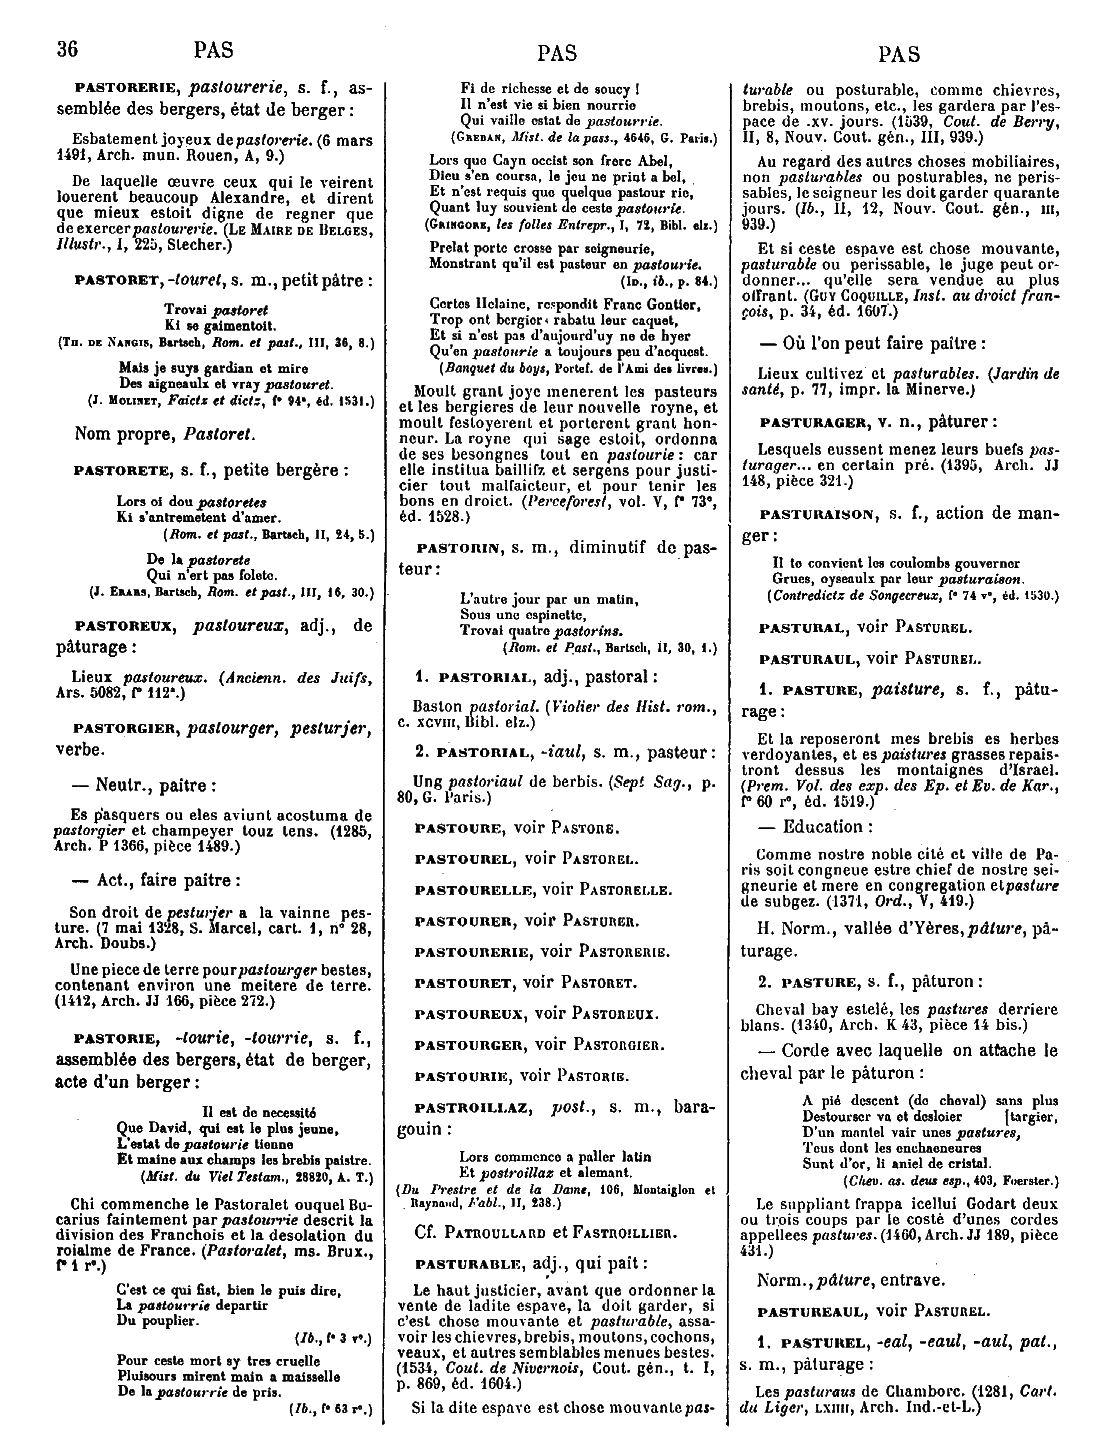 36 PAS PAS PAS
PASTORERIE, pastourerie, s. f., as-
semblée des bergers, état de berger :
Esbatement joyeux de pastorerie. (6 mars
1491, Arch. mun. Rouen, A, 9.)
De laquelle œuvre ceux qui le veirent
louerent beaucoup Alexandre, et dirent
que mieux estoit digne de regner que
de exercer pastourerie. (LE MAIRE DE BELGES,
Illustr., I, 225, Stecher.)
PASTORET, -touret, s. m., petit pâtre :
Trovai pastoret
Ki se gaimentoit.
(TH. DE NANGIS, Bartsch, Rom. et past., III, 36, 8.)
Mais je suys gardian et mire
Des aigneaulx et vray pastouret.
(J. MOLINET, Faictz et dictz, f° 94°, éd. 1531.)
Nom propre, Pastoret.
PASTORETE, s. f., petite bergère :
Lors oi dou pastoretes
Ki s'antremetent d'amer.
(Rom. et past., Bartsch, II, 24, 5.)
De la pastorete
Qui n'ert pas folete.
(J. ERARS, Bartsch, Rom. et past., III, 16, 30.)
PASTOREUX, pastoureux, adj., de
pâturage :
Lieux pastoureux. (Ancienn. des Juifs,
Ars. 5082, f° 112ª.)
PASTORGIER, pastourger, pesturjer,
verbe.
— Neutr., paître :
Es pasquers ou eles aviunt acostuma de
pastorgier et champeyer touz tens. (1285,
Arch. P 1366, pièce 1489.)
— Act., faire paitre :
Son droit de pesturjer a la vainne pes-
ture. (7 mai 1328, S. Marcel, cart. 1, n° 28,
Arch. Doubs.)
Une piece de terre pour pastourger bestes,
contenant environ une meitere de terre.
(1412, Arch. JJ 166, pièce 272.)
PASTORIE, -tourie, -tourrie, s. f.,
assemblée des bergers, état de berger,
acte d'un berger :
Il est de necessité
Que David, qui est le plus jeune,
L'estat de pastourie tienne
Et maine aux champs les brebis paistre.
(Mist. du Viel Testam., 28820, A. T.)
Chi commenche le Pastoralet ouquel Bu-
carius faintement par pastourrie descrit la
division des Franchois et la desolation du
roialme de France. (Pastoralet, ms. Brux.,
f° 1 r°.)
C'est ce qui fist, bien le puis dire,
La pastourrie departir
Du pouplier.
(Ib., f° 3 r°.)
Pour ceste mort sy tres cruelle
Pluisours mirent main a maisselle
De la pastourrie de pris.
(Ib., f° 63 r°.)
Fi de richesse et de soucy !
Il n'est vie si bien nourrie
Qui vaille estat de pastourrie.
(GREBAN, Mist. de la pass., 4646, G. Paris.)
Lors que Cayn occist son frere Abel,
Dieu s'en coursa, le jeu ne print a bel,
Et n'est requis que quelque pastour rie,
Quant luy souvient de ceste pastourie.
(GRINGORE, les folles Entrepr., I, 72, Bibl. elz.)
Prelat porte crosse par seigneurie,
Monstrant qu'il est pasteur en pastourie.
(ID., ib., p. 84.)
Certes Helaine, respondit Franc Gontier,
Trop ont bergiers rabatu leur caquet,
Et si n'est pas d'aujourd'uy ne de hyer
Qu'en pastourie a toujours peu d'acquest.
(Banquet du boys, Portef. de l'Ami des livres.)
Moult grant joye menerent les pasteurs
et les bergieres de leur nouvelle royne, et
moult festoyerent et porterent grant hon-
neur. La royne qui sage estoit, ordonna
de ses besongnes tout en pastourie : car
elle institua baillifz et sergens pour justi-
cier tout malfaicteur, et pour tenir les
bons en droict. (Perceforest, vol. V, f° 73°,
éd. 1528.)
PASTORIN, s. m., diminutif de pas-
teur :
L'autre jour par un matin,
Sous une espinette,
Trovai quatre pastorins.
(Rom. et Past., Bartsch, II, 30, 1.)
1. PASTORIAL, adj., pastoral :
Baston pastorial. (Violier des Hist. rom.,
c. XCVIII, Bibl. elz.)
2. PASTORIAL, -iaul, s. m., pasteur :
Ung pastoriaul de berbis. (Sept Sag., p.
80, G. Paris.)
PASTOURE, voir PASTORE.
PASTOUREL, voir PASTOREL.
PASTOURELLE, voir PASTORELLE.
PASTOURER, voir PASTURER.
PASTOURERIE, voir PASTORERIE.
PASTOURET, voir PASTORET.
PASTOUREUX, voir PASTOREUX.
PASTOURGER, voir PASTORGIER.
PASTOURIE, voir PASTORIE.
PASTROILLAZ, post., s. m., bara-
gouin :
Lors commence a paller latin
Et postroillaz et alemant.
(Du Prestre et de la Dame, 106, Montaiglon et
Raynaud, Fabl., II, 238.)
Cf. PATROULLARD et FASTROILLIER.
PASTURABLE, adj., qui pait :
Le haut justicier, avant que ordonner la
vente de ladite espave, la doit garder, si
c'est chose mouvante et pasturable, assa-
voir les chievres, brebis, moutons, cochons,
veaux, et autres semblables menues bestes.
(1534, Cout. de Nivernois, Cout. gén., t. I,
p. 869, éd. 1604.)
Si la dite espave est chose mouvante pas-
turable ou posturable, comme chievres,
brebis, moutons, etc., les gardera par l'es-
pace de .xv. jours. (1539, Cout. de Berry,
II, 8, Nouv. Cout. gén., III, 939.)
Au regard des autres choses mobiliaires,
non pasturables ou posturables, ne peris-
sables, le seigneur les doit garder quarante
jours. (Ib., II, 12, Nouv. Cout. gén., III,
939.)
Et si ceste espave est chose mouvante,
pasturable ou perissable, le juge peut or-
donner... qu'elle sera vendue au plus
offrant. (GUY COQUILLE, Inst. au droict fran-
çois, p. 34, éd. 1607.)
— Où l'on peut faire paitre :
Lieux cultivez et pasturables. (Jardin de
santé, p. 77, impr. la Minerve.)
PASTURAGER, v. n., pâturer :
Lesquels eussent menez leurs buefs pas-
turager... en certain pré. (1395, Arch. JJ
148, pièce 321.)
PASTURAISON, s. f., action de man-
ger :
Il te convient les coulombs gouverner
Grues, oyseaulx par leur pasturaison.
(Contredictz de Songecreux, f° 74 v°, éd. 1530.)
PASTURAL, voir PASTUREL.
PASTURAUL, voir PASTUREL.
1. PASTURE, paisture, s. f., pâtu-
rage :
Et la reposeront mes brebis es herbes
verdoyantes, et es paistures grasses repais-
tront dessus les montaignes d'Israel.
(Prem. Vol. des exp. des Ep. et Ev. de Kar.,
f° 60 r°, éd. 1519.)
— Education :
Comme nostre noble cité et ville de Pa-
ris soit congneue estre chief de nostre sei-
gneurie et mere en congregation et pasture
de subgez. (1371, Ord., V, 419.)
H. Norm., vallée d'Yères, pâture, pâ-
turage.
2. PASTURE, s. f., pâturon :
Cheval bay estelé, les pastures derriere
blans. (1340, Arch. K 43, pièce 14 bis.)
— Corde avec laquelle on attache le
cheval par le pâturon :
A pié descent (de cheval) sans plus
Destourser va et desloier [targier,
D'un mantel vair unes pastures,
Teus dont les enchaeneures
Sunt d'or, li aniel de cristal.
(Chev. as. deus esp., 403, Foerster.)
Le suppliant frappa icellui Godart deux
ou trois coups par le costé d'unes cordes
appellees pastures. (1460, Arch. JJ 189, pièce
431.)
Norm., pâture, entrave.
PASTUREAUL, voir PASTUREL.
1. PASTUREL, -eal, -eaul, -aul, pat.,
s. m., pâturage :
Les pasturaus de Chamborc. (1281, Cart.
du Liger, LXIIII, Arch. Ind.-et-L.)